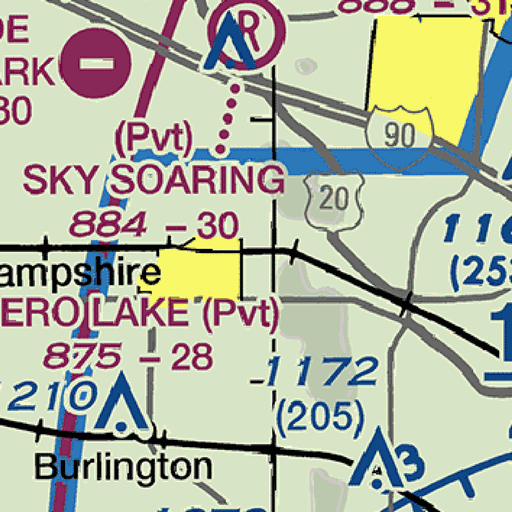 DE
ARK
30
R
888 - 31
90
(Pvt)
SKY SOARING
20
884 - 30
116
(253
ampshire
ERO LAKE (Pvt)
875 - 28
1172
(205)
1
210
3
Burlington